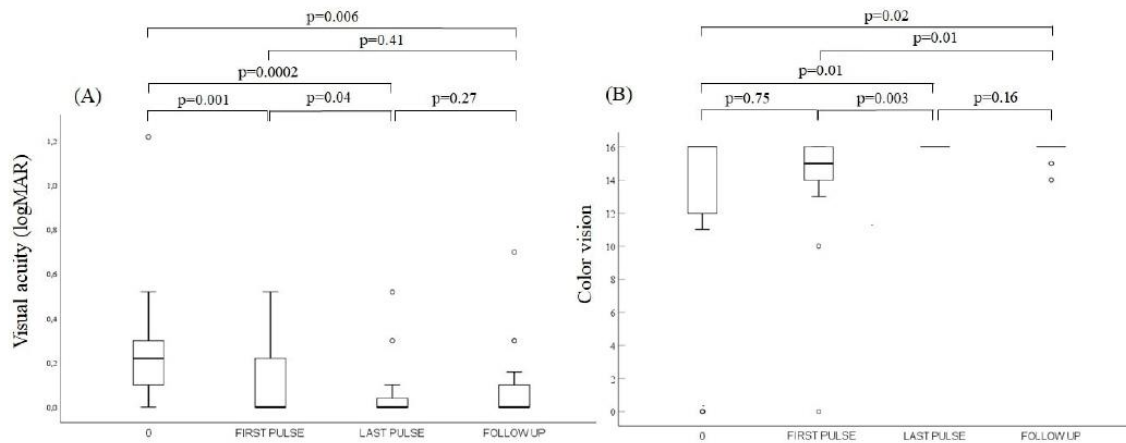 p=0.006
p=0.41
p=0.0002
(A)
p=0.001 p=0.04 p=0.27
Visual acuity (logMAR)
1,2
1,0
0,8
0,6
0,4
0,2
0,0
0 FIRST PULSE LAST PULSE FOLLOW UP
p=0.02
p=0.01
p=0.01
(B)
p=0.75 p=0.003 p=0.16
Color vision
16
14
12
10
8
6
4
2
0
0 FIRST PULSE LAST PULSE FOLLOW UP